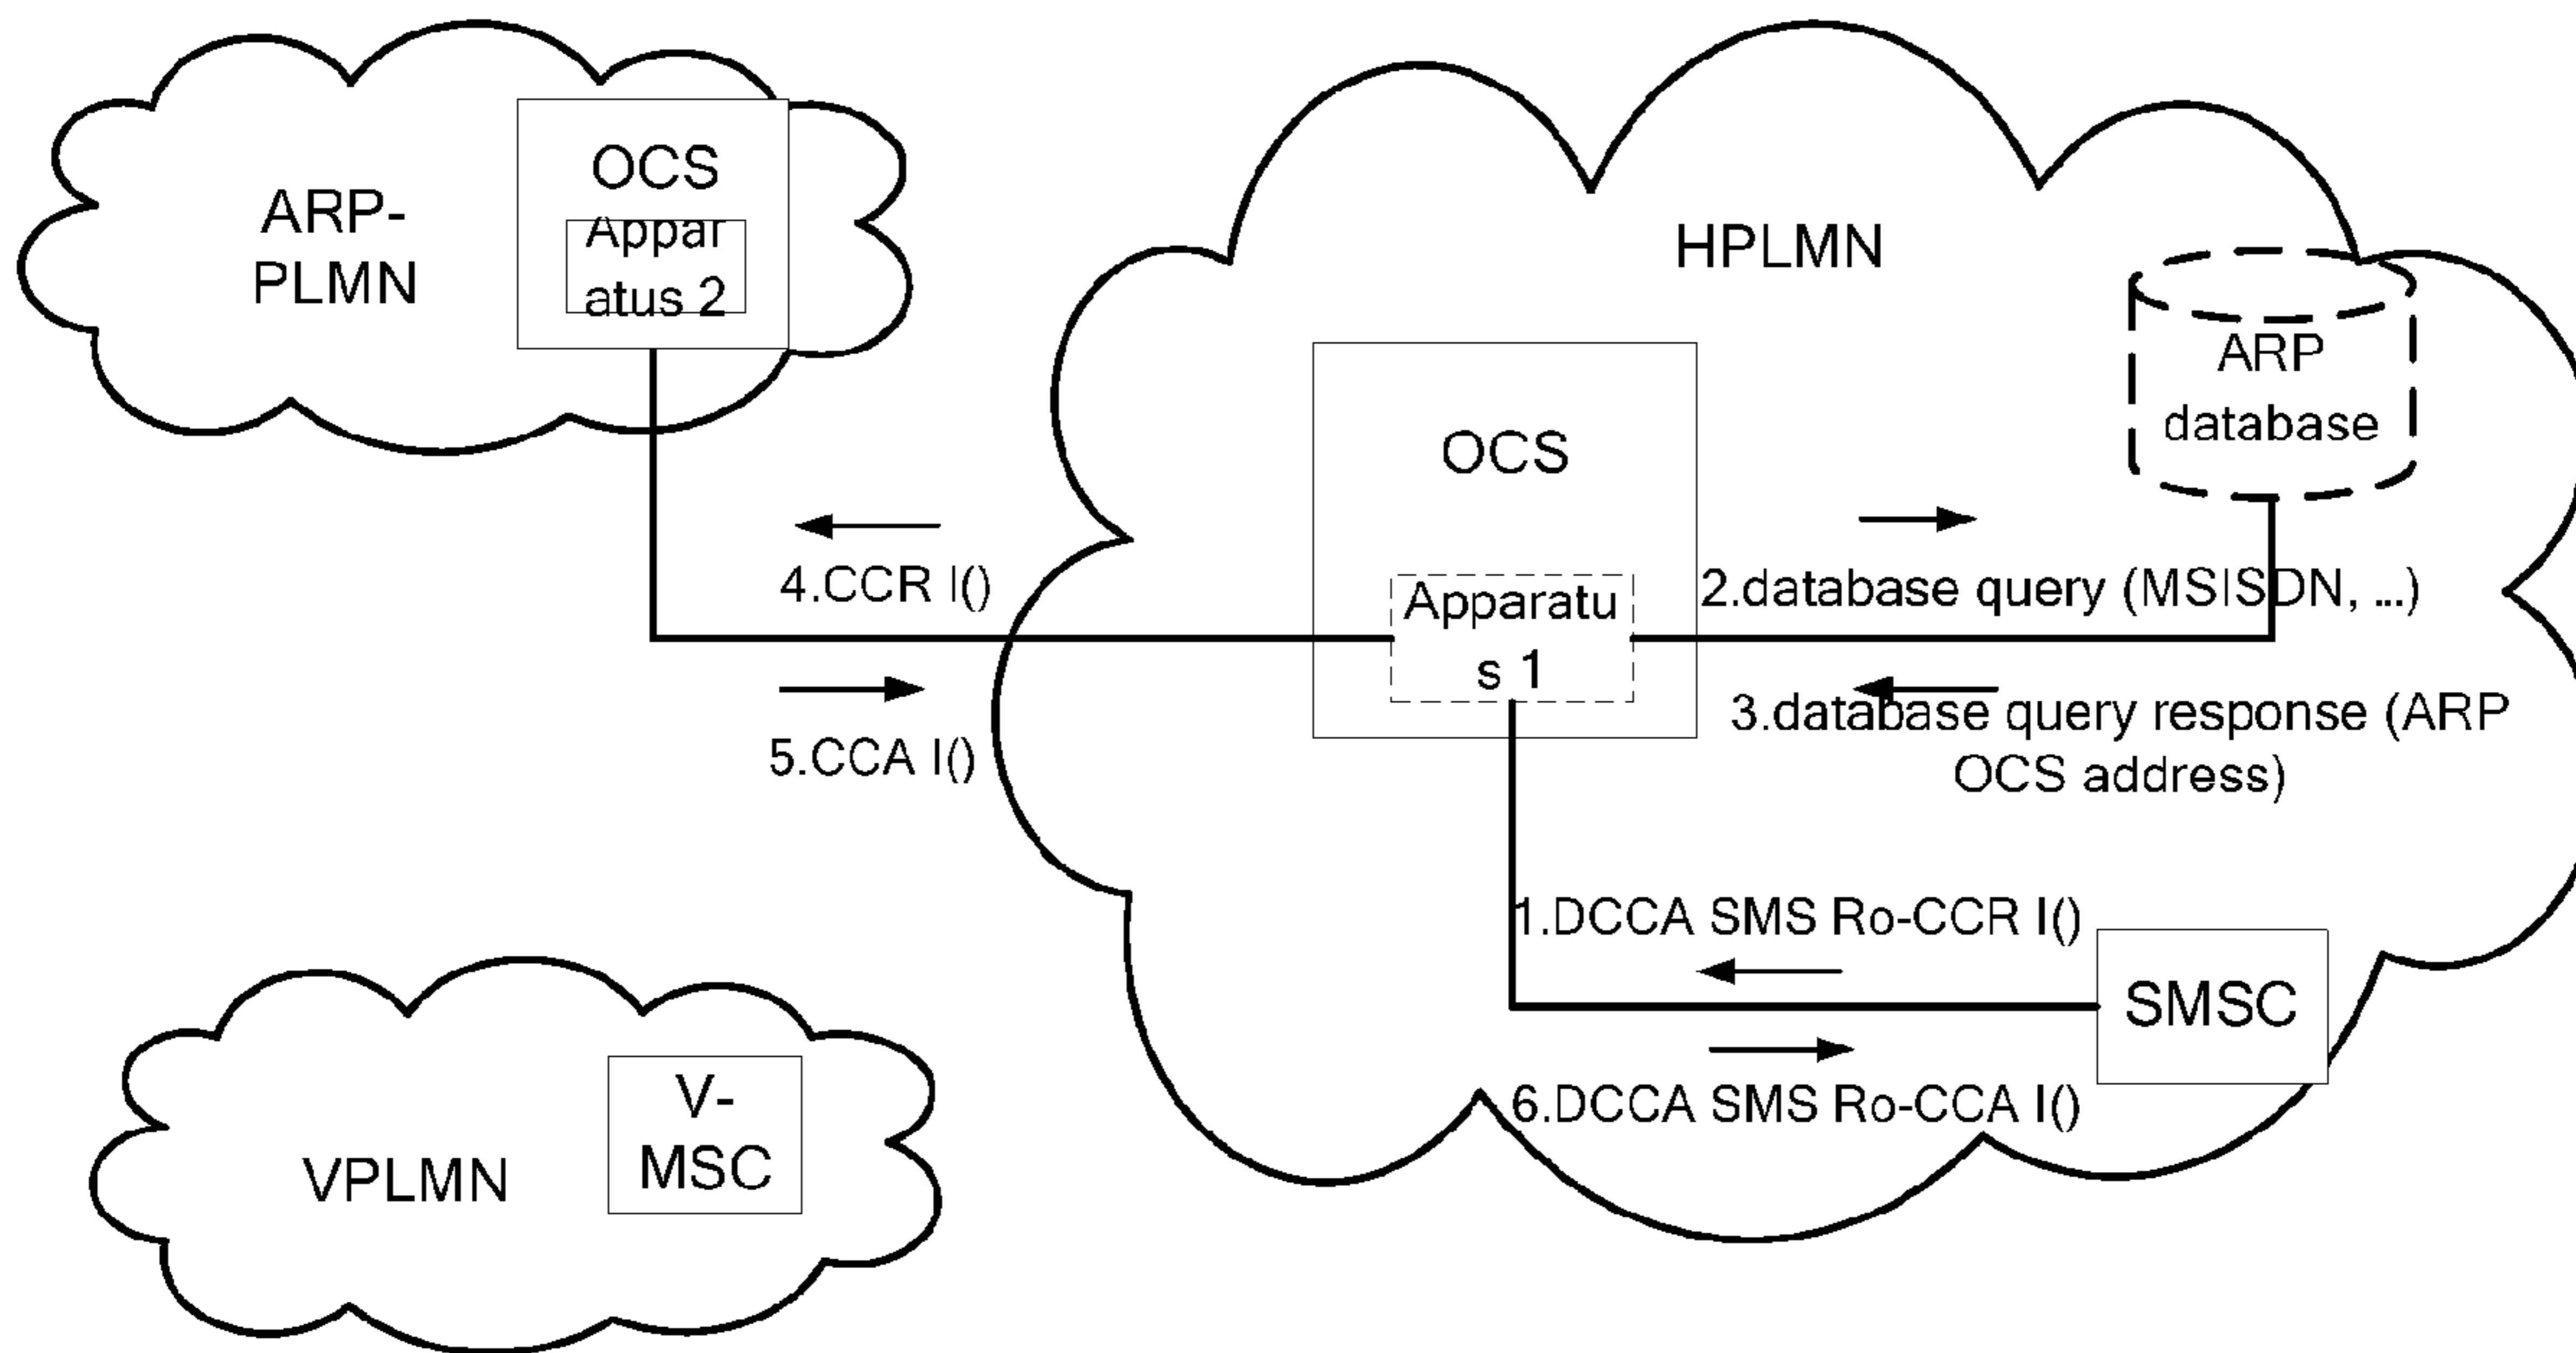 ARP-
PLMN
OCS
Appar
atus 2
HPLMN
ARP
database
OCS
Apparatu
s 1
4.CCR I()
5.CCA I()
2.database query (MSISDN, ...)
3.database query response (ARP
OCS address)
1.DCCA SMS Ro-CCR I()
SMSC
6.DCCA SMS Ro-CCA I()
VPLMN
V-
MSC